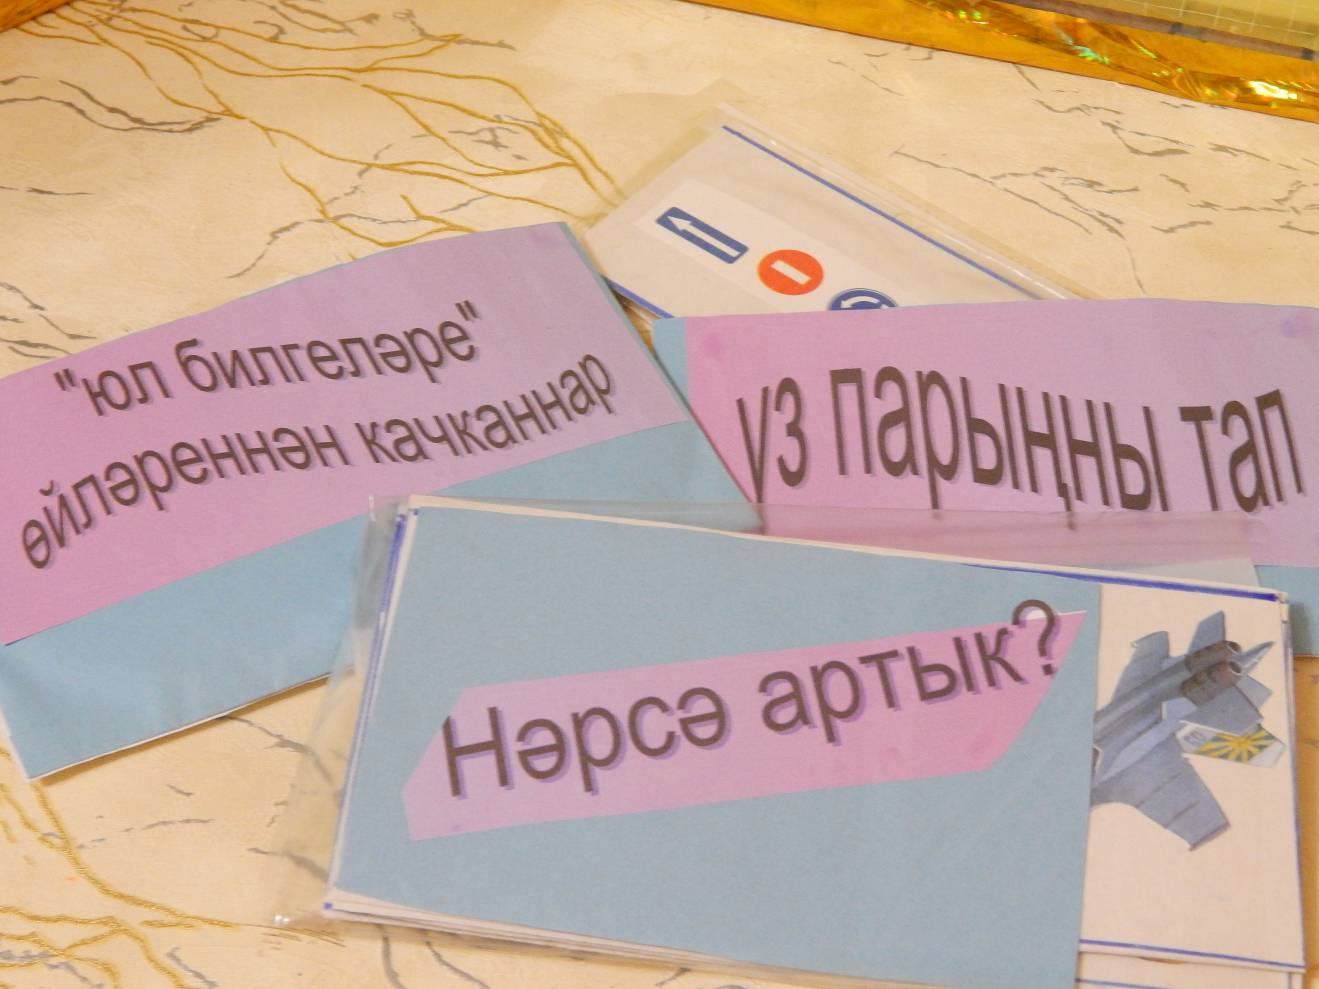 "юл билгеләре"
өйләреннән качканнар
үз парыңны тап
Нәрсә артык?